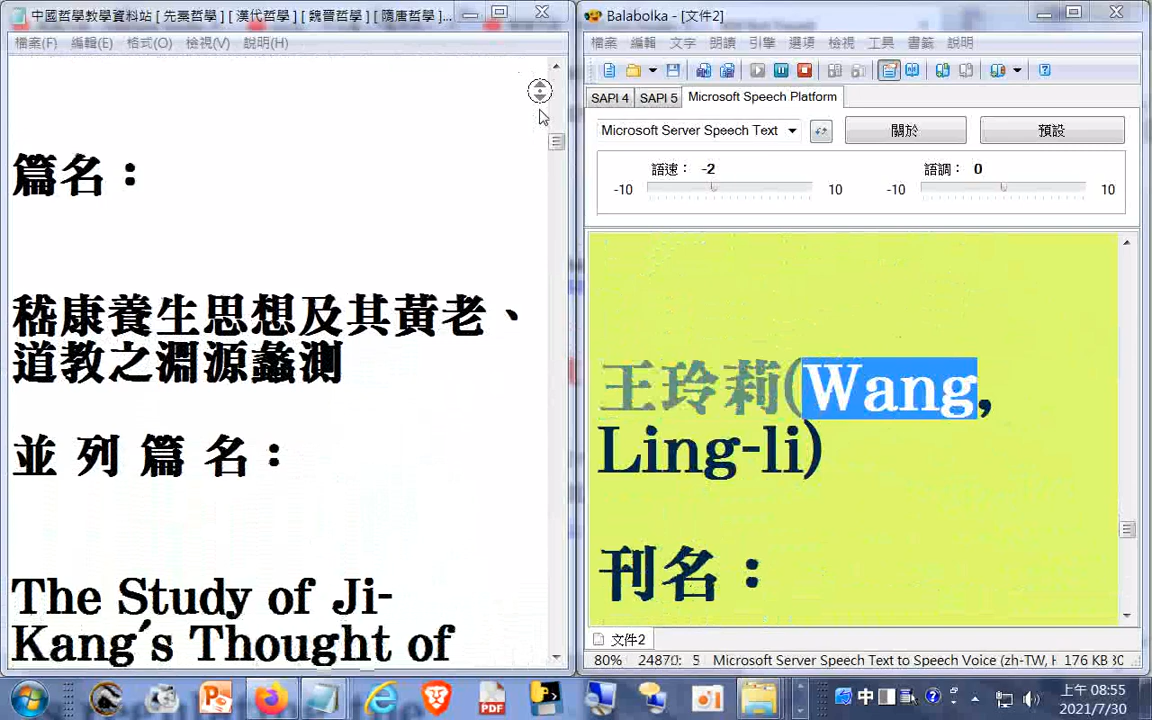 中國哲學教學資料站 [ 先秦哲學 ] [ 漢代哲學 ] [ 魏晉哲學 ] [ 隋唐哲學 ]...
檔案(F) 編輯(E) 格式(O) 檢視(V) 說明(H)
篇名：
嵇康養生思想及其黃老、
道教之淵源蠡測
並 列 篇 名：
The Study of Ji-
Kang's Thought of
Balabolka - [文件2]
檔案 編輯 文字 朗讀 引擎 選項 檢視 工具 書籤 說明
SAPI 4 SAPI 5 Microsoft Speech Platform
Microsoft Server Speech Text 關於 預設
語速： -2 語調： 0
-10 10 -10 10
王玲莉(Wang,
Ling-li)
刊名：
文件2
80% 24870: 5 Microsoft Server Speech Text to Speech Voice (zh-TW, H 176 KB
中
上午 08:55
2021/7/30